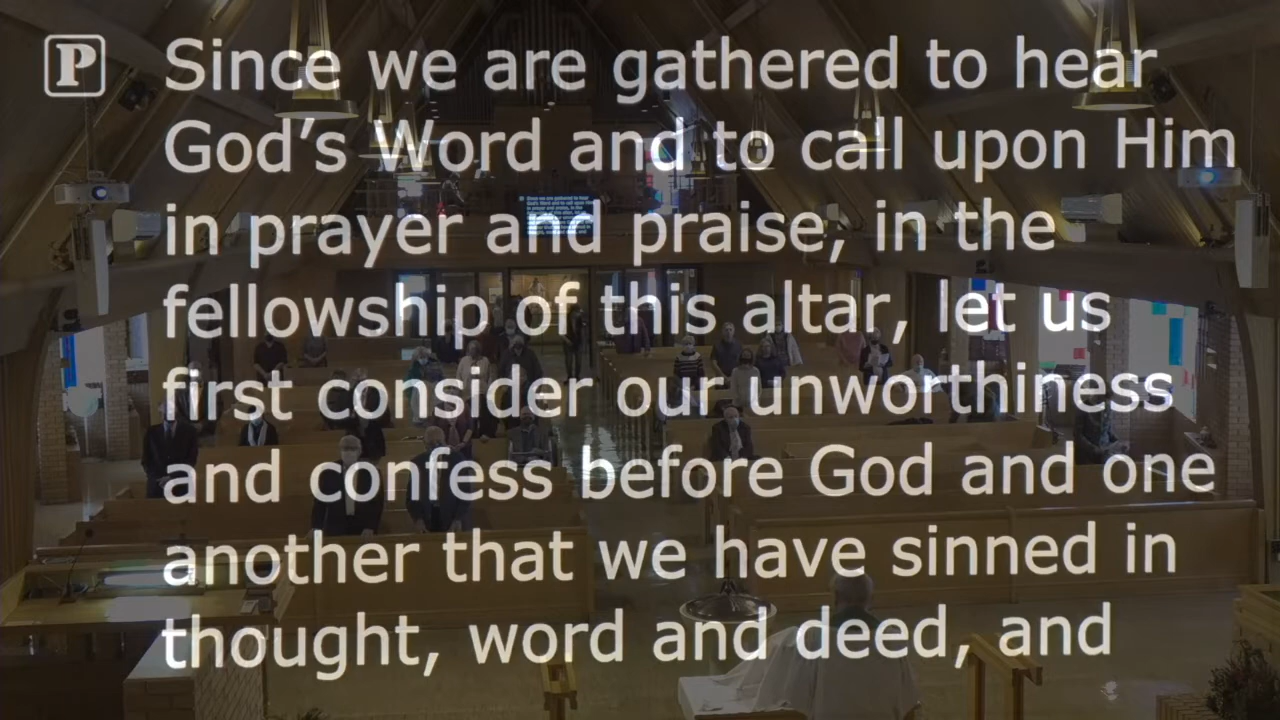 P Since we are gathered to hear
God’s Word and to call upon Him
in prayer and praise, in the
fellowship of this altar, let us
first consider our unworthiness
and confess before God and one
another that we have sinned in
thought, word and deed, and